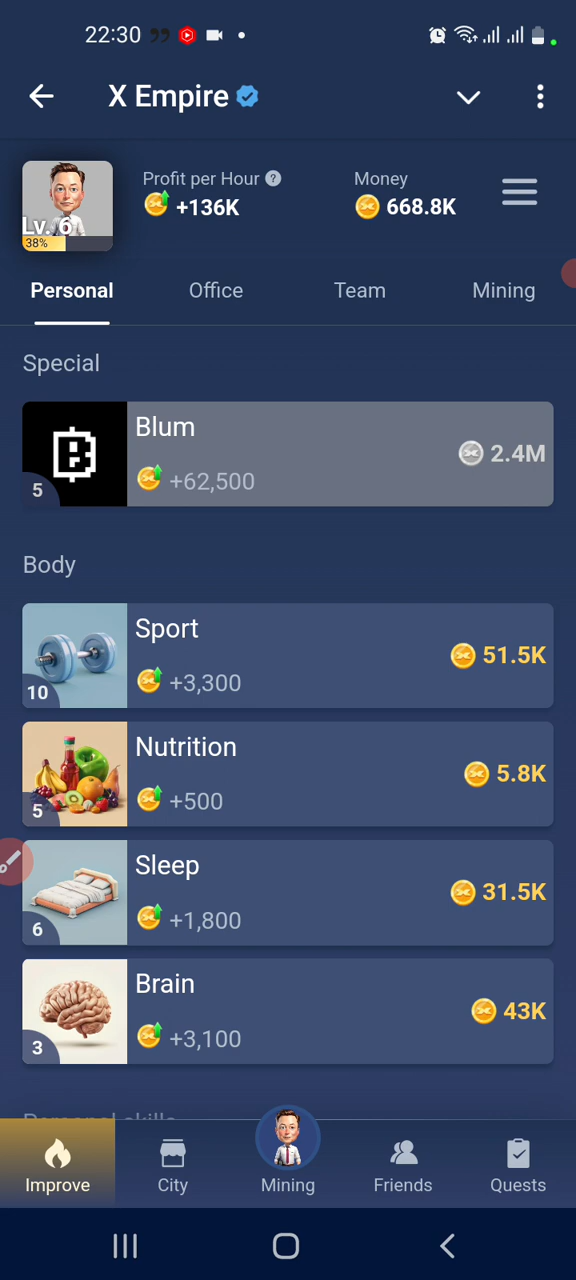 22:30
X Empire
Profit per Hour ?
Money
+136K
668.8K
Lv. 6
38%
Personal Office Team Mining
Special
Blum
2.4M
+62,500
5
Body
Sport
51.5K
+3,300
10
Nutrition
5.8K
+500
5
Sleep
31.5K
+1,800
6
Brain
43K
+3,100
3
Personal skills
Improve City Mining Friends Quests